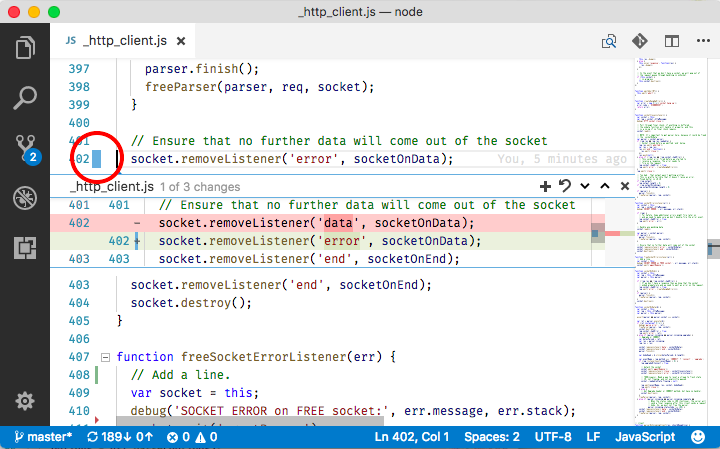 _http_client.js — node
JS _http_client.js
397 parser.finish();
398 freeParser(parser, req, socket);
399 }
400
401 // Ensure that no further data will come out of the socket
402 socket.removeListener('error', socketOnData); You, 5 minutes ago
_http_client.js 1 of 3 changes
401 401 // Ensure that no further data will come out of the socket
402 - socket.removeListener('data', socketOnData);
402 + socket.removeListener('error', socketOnData);
403 403 socket.removeListener('end', socketOnEnd);
403 socket.removeListener('end', socketOnEnd);
404 socket.destroy();
405 }
406
407 function freeSocketErrorListener(err) {
408 // Add a line.
409 var socket = this;
410 debug('SOCKET ERROR on FREE socket:', err.message, err.stack);
2
master* 189↓ 0↑ 0 0 Ln 402, Col 1 Spaces: 2 UTF-8 LF JavaScript